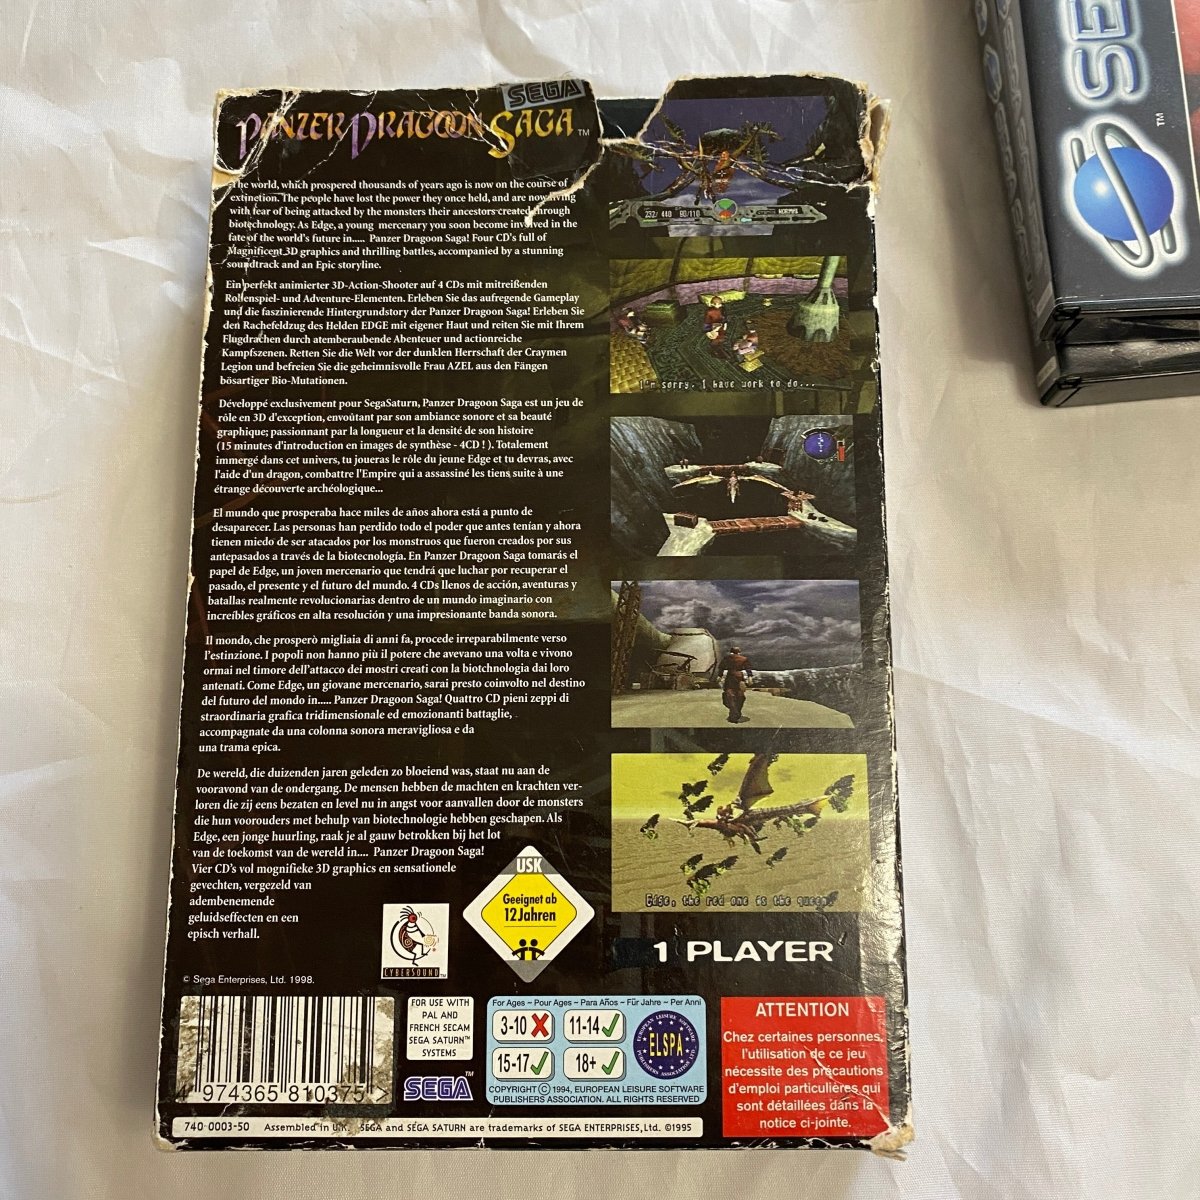 SEGA
PANZER DRAGOON SAGA ™
The world, which prospered thousands of years ago is now on the course of
extinction. The people have lost the power they once held, and are now living
with fear of being attacked by the monsters their ancestors created through
biotechnology. As Edge, a young mercenary you soon become involved in the
fate of the world's future in..... Panzer Dragoon Saga! Four CD's full of
Magnificent 3D graphics and thrilling battles, accompanied by a stunning
soundtrack and an Epic storyline.
Ein perfekt animierter 3D-Action-Shooter auf 4 CDs mit mitreißenden
Rollenspiel- und Adventure-Elementen. Erleben Sie das aufregende Gameplay
und die faszinierende Hintergrundstory der Panzer Dragoon Saga! Erleben Sie
den Rachefeldzug des Helden EDGE mit eigener Haut und reiten Sie mit Ihrem
Flugdrachen durch atemberaubende Abenteuer und actionreiche
Kampfszenen. Retten Sie die Welt vor der dunklen Herrschaft der Craymen
Legion und befreien Sie die geheimnisvolle Frau AZEL aus den Fängen
bösartiger Bio-Mutationen.
Développé exclusivement pour SegaSaturn, Panzer Dragoon Saga est un jeu de
rôle en 3D d'exception, envoûtant par son ambiance sonore et sa beauté
graphique; passionnant par la longueur et la densité de son histoire
(15 minutes d'introduction en images de synthèse - 4CD ! ). Totalement
immergé dans cet univers, tu joueras le rôle du jeune Edge et tu devras, avec
l'aide d'un dragon, combattre l'Empire qui a assassiné les tiens suite à une
étrange découverte archéologique...
El mundo que prosperaba hace miles de años ahora está a punto de
desaparecer. Las personas han perdido todo el poder que antes tenían y ahora
tienen miedo de ser atacados por los monstruos que fueron creados por sus
antepasados a través de la biotecnología. En Panzer Dragoon Saga tomarás el
papel de Edge, un joven mercenario que tendrá que luchar por recuperar el
pasado, el presente y el futuro del mundo. 4 CDs llenos de acción, aventuras y
batallas realmente revolucionarias dentro de un mundo imaginario con
increíbles gráficos en alta resolución y una impresionante banda sonora.
Il mondo, che prosperò migliaia di anni fa, procede irreparabilmente verso
l'estinzione. I popoli non hanno più il potere che avevano una volta e vivono
ormai nel timore dell'attacco dei mostri creati con la biotchnologia dai loro
antenati. Come Edge, un giovane mercenario, sarai presto coinvolto nel destino
del futuro del mondo in..... Panzer Dragoon Saga! Quattro CD pieni zeppi di
straordinaria grafica tridimensionale ed emozionanti battaglie,
accompagnate da una colonna sonora meravigliosa e da
una trama epica.
De wereld, die duizenden jaren geleden zo bloeiend was, staat nu aan de
vooravond van de ondergang. De mensen hebben de machten en krachten ver-
loren die zij eens bezaten en level nu in angst voor aanvallen door de monsters
die hun voorouders met behulp van biotechnologie hebben geschapen. Als
Edge, een jonge huurling, raak je al gauw betrokken bij het lot
van de toekomst van de wereld in.... Panzer Dragoon Saga!
Vier CD's vol mognifieke 3D graphics en sensationele
gevechten, vergezeld van
adembenemende
geluidseffecten en een
episch verhall.
232/ 440 80/110
I'm sorry. I have work to do...
Edge, the red one is the queen!
CYBERSOUND™
USK
Geeignet ab
12 Jahren
1 PLAYER
© Sega Enterprises, Ltd. 1998.
4 974365 810375 >
FOR USE WITH
PAL AND
FRENCH SECAM
SEGA SATURN™
SYSTEMS
SEGA™
For Ages ~ Pour Ages ~ Para Años ~ Für Jahre ~ Per Anni
3-10 11-14
15-17 18+
EUROPEAN LEISURE SOFTWARE PUBLISHERS ASSOCIATION LTD
ELSPA
COPYRIGHT © 1994, EUROPEAN LEISURE SOFTWARE
PUBLISHERS ASSOCIATION. ALL RIGHTS RESERVED
ATTENTION
Chez certaines personnes,
l'utilisation de ce jeu
nécessite des précautions
d'emploi particulières qui
sont détaillées dans la
notice ci-jointe.
740 0003-50 Assembled in U.K. SEGA and SEGA SATURN are trademarks of SEGA ENTERPRISES, Ltd. ©1995
SE
™